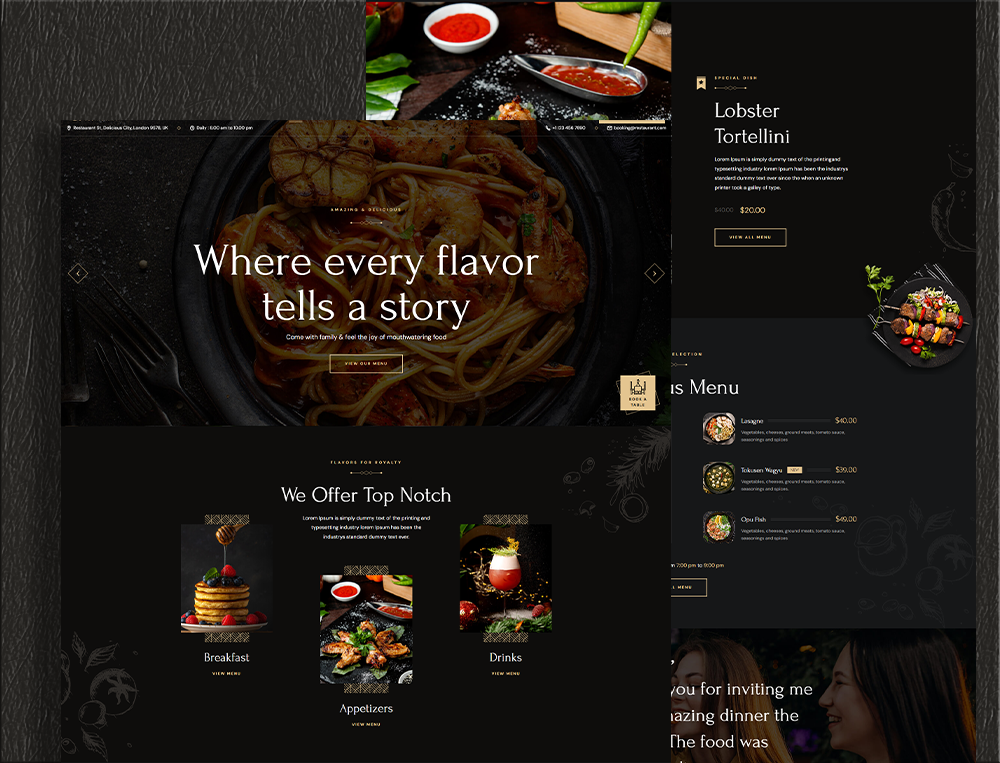 Restaurant St, Delicious City, London 9578, UK
Daily : 8.00 am to 10.00 pm
+1 123 456 7890
booking@restaurant.com
AMAZING & DELICIOUS
Where every flavor
tells a story
Come with family & feel the joy of mouthwatering food
VIEW OUR MENU
BOOK A
TABLE
FLAVORS FOR ROYALTY
We Offer Top Notch
Lorem Ipsum is simply dummy text of the printing and
typesetting industry lorem Ipsum has been the
industrys standard dummy text ever.
Breakfast
VIEW MENU
Appetizers
VIEW MENU
Drinks
VIEW MENU
SPECIAL DISH
Lobster
Tortellini
Lorem Ipsum is simply dummy text of the printingand
typesetting industry lorem Ipsum has been the industrys
standard dummy text ever since the when an unknown
printer took a galley of type.
$40.00 $20.00
VIEW ALL MENU
ELECTION
us Menu
Lasagne $40.00
Vegetables, cheeses, ground meats, tomato sauce,
seasonings and spices
Tokusen Wagyu NEW $39.00
Vegetables, cheeses, ground meats, tomato sauce,
seasonings and spices
Opu Fish $49.00
Vegetables, cheeses, ground meats, tomato sauce,
seasonings and spices
m 7:00 pm to 9:00 pm
L MENU
you for inviting me
nazing dinner the
The food was